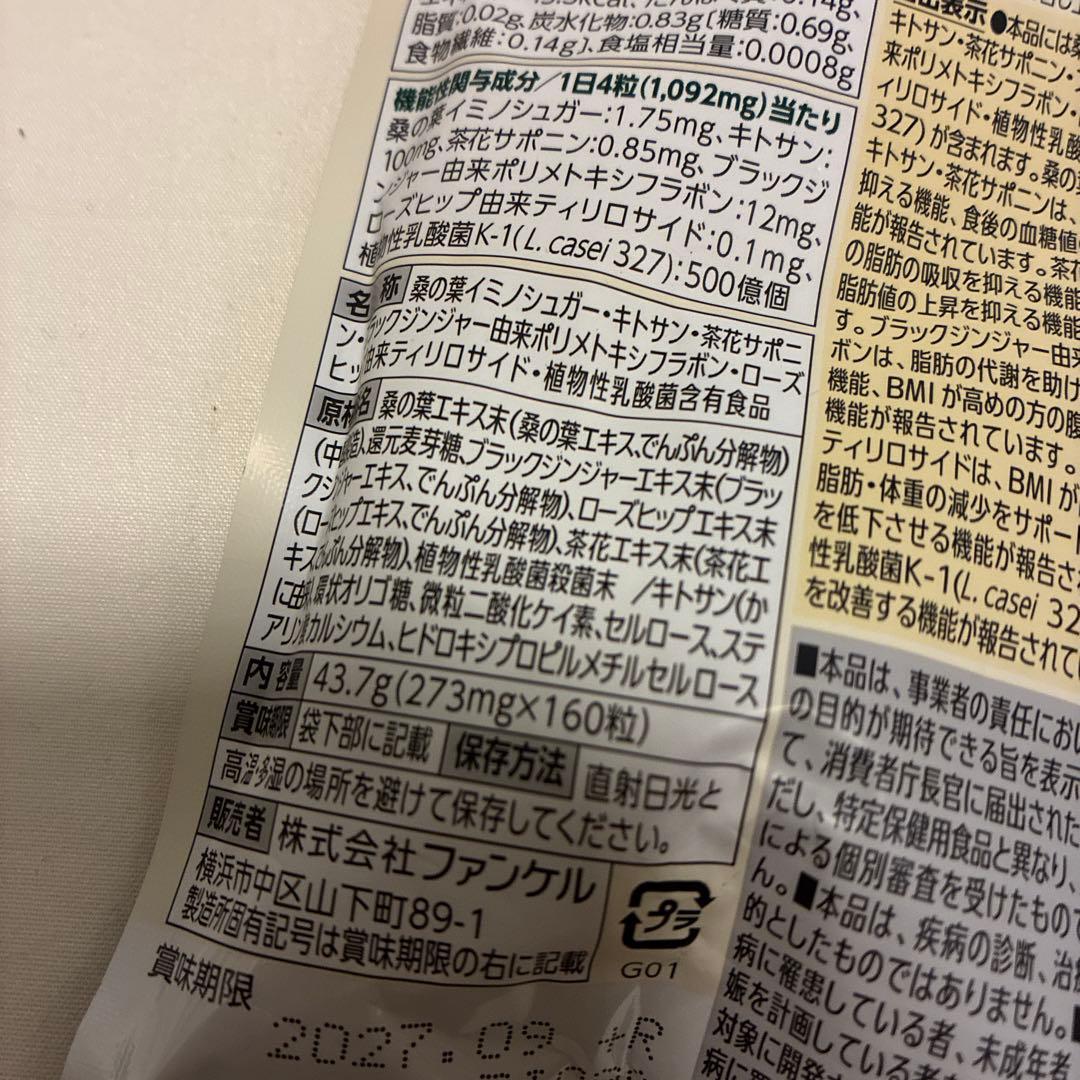 脂質:0.02g、炭水化物:0.83g〔糖質:0.69g、
食物繊維:0.14g〕、食塩相当量:0.0008g
機能性関与成分/1日4粒(1,092mg)当たり
桑の葉イミノシュガー:1.75mg、キトサン:
100mg、茶花サポニン:0.85mg、ブラックジ
ンジャー由来ポリメトキシフラボン:12mg、
ローズヒップ由来ティリロサイド:0.1mg、
植物性乳酸菌K-1(L. casei 327):500億個
名称 桑の葉イミノシュガー・キトサン・茶花サポニ
ン・ブラックジンジャー由来ポリメトキシフラボン・ローズ
ヒップ由来ティリロサイド・植物性乳酸菌含有食品
原材料名 桑の葉エキス末(桑の葉エキス、でんぷん分解物)
(中国製造)、還元麦芽糖、ブラックジンジャーエキス末(ブラッ
クジンジャーエキス、でんぷん分解物)、ローズヒップエキス末
(ローズヒップエキス、でんぷん分解物)、茶花エキス末(茶花エ
キス、でんぷん分解物)、植物性乳酸菌殺菌末 /キトサン(か
に由来)、環状オリゴ糖、微粒二酸化ケイ素、セルロース、ステ
アリン酸カルシウム、ヒドロキシプロピルメチルセルロース
内容量 43.7g(273mg×160粒)
賞味期限 袋下部に記載 保存方法 直射日光と
高温多湿の場所を避けて保存してください。
販売者 株式会社ファンケル
横浜市中区山下町89-1
製造所固有記号は賞味期限の右に記載
プラ
G01
賞味期限
2027.09 +R
届出表示 ●本品には桑
キトサン・茶花サポニン・
来ポリメトキシフラボン・
ィリロサイド・植物性乳酸
327)が含まれます。桑の
キトサン・茶花サポニンは、
抑える機能、食後の血糖値
能が報告されています。茶花
の脂肪の吸収を抑える機能
脂肪値の上昇を抑える機能
す。ブラックジンジャー由来
ボンは、脂肪の代謝を助け
機能、BMIが高めの方の腹
機能が報告されています。
ティリロサイドは、BMIが
脂肪・体重の減少をサポート
を低下させる機能が報告さ
性乳酸菌K-1(L. casei 32
を改善する機能が報告されて
■本品は、事業者の責任にお
の目的が期待できる旨を表示
て、消費者庁長官に届出された
だし、特定保健用食品と異なり、
による個別審査を受けたもので
ん。■本品は、疾病の診断、治療
的としたものではありません。
病に罹患している者、未成年者
娠を計画している者
対象に開発